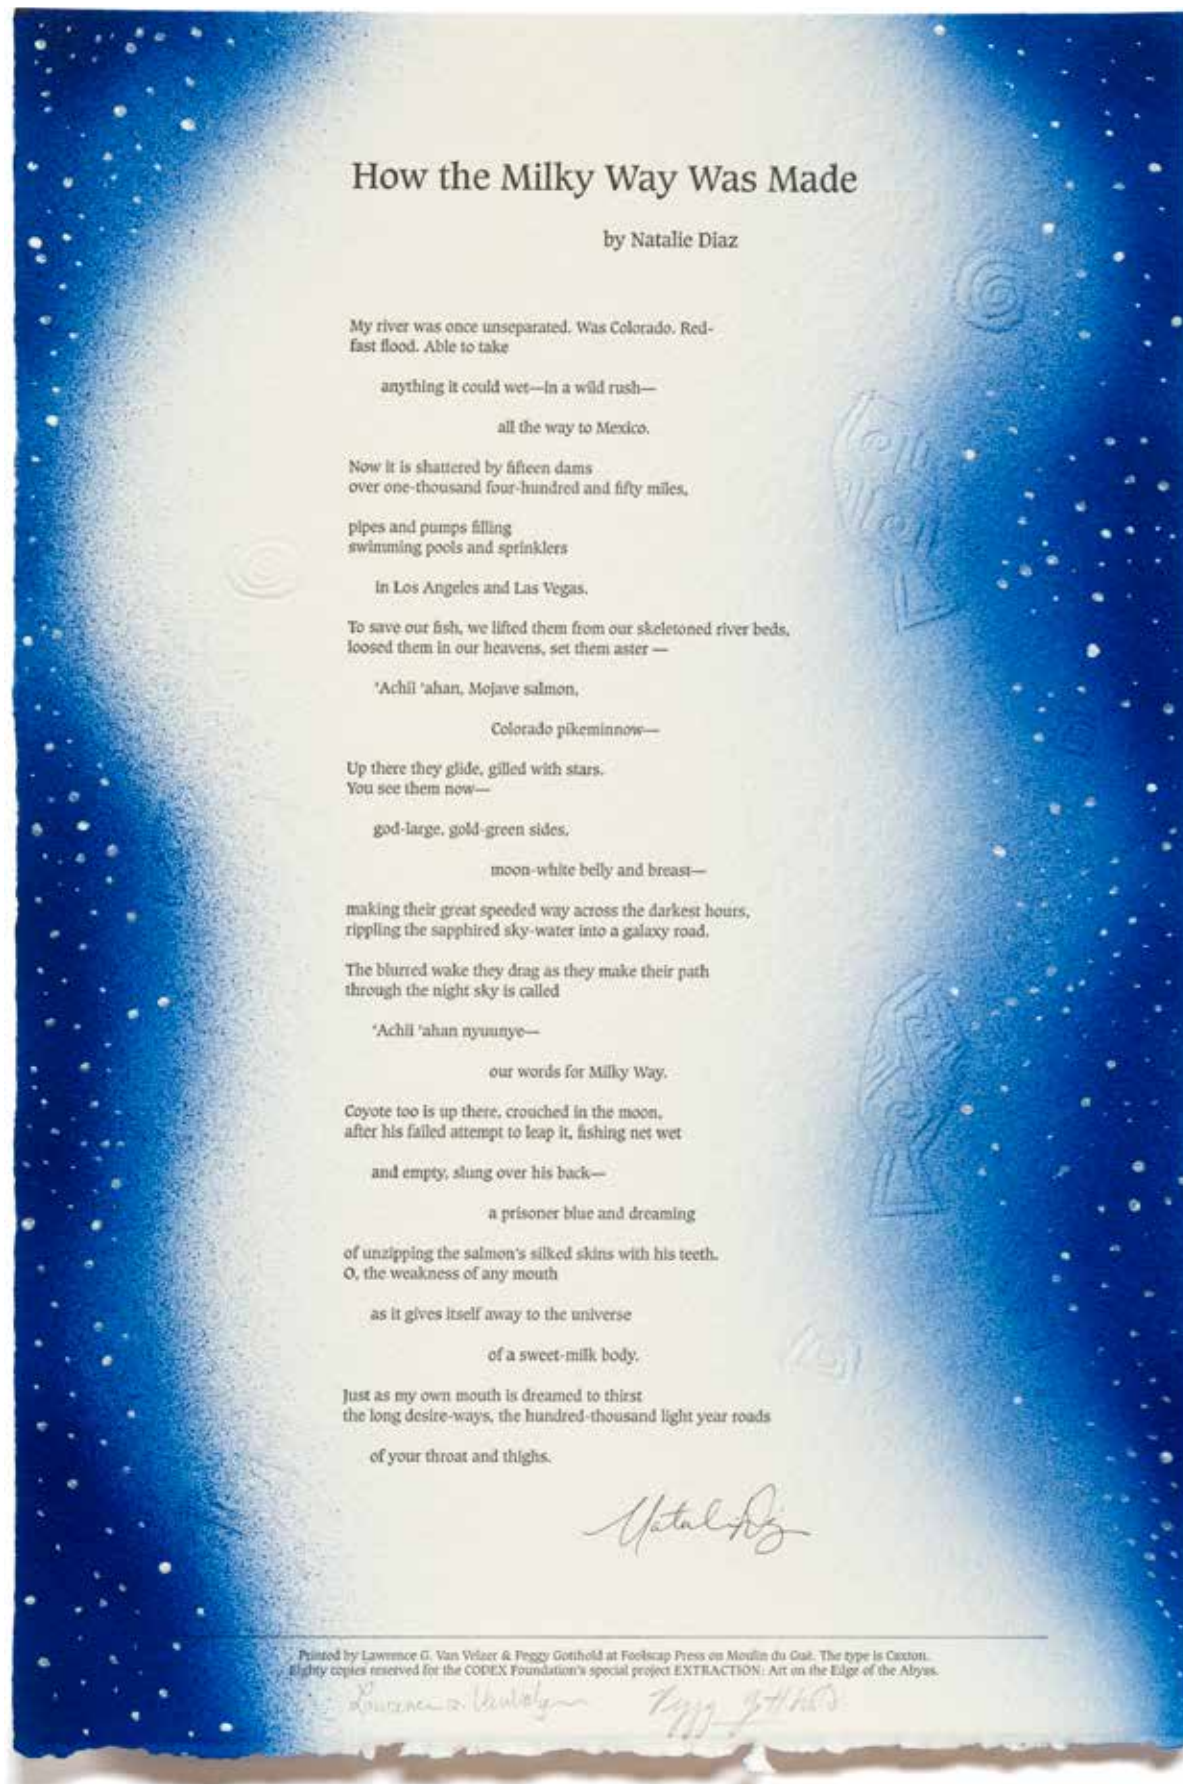 How the Milky Way Was Made
by Natalie Diaz
My river was once unseparated. Was Colorado. Red-
fast flood. Able to take
anything it could wet—in a wild rush—
all the way to Mexico.
Now it is shattered by fifteen dams
over one-thousand four-hundred and fifty miles,
pipes and pumps filling
swimming pools and sprinklers
in Los Angeles and Las Vegas.
To save our fish, we lifted them from our skeletoned river beds,
loosed them in our heavens, set them aster —
‘Achii ‘ahan, Mojave salmon,
Colorado pikeminnow—
Up there they glide, gilled with stars.
You see them now—
god-large, gold-green sides,
moon-white belly and breast—
making their great speeded way across the darkest hours,
rippling the sapphired sky-water into a galaxy road.
The blurred wake they drag as they make their path
through the night sky is called
‘Achii ‘ahan nyuunye—
our words for Milky Way.
Coyote too is up there, crouched in the moon,
after his failed attempt to leap it, fishing net wet
and empty, slung over his back—
a prisoner blue and dreaming
of unzipping the salmon's silked skins with his teeth.
O, the weakness of any mouth
as it gives itself away to the universe
of a sweet-milk body.
Just as my own mouth is dreamed to thirst
the long desire-ways, the hundred-thousand light year roads
of your throat and thighs.
Printed by Lawrence G. Van Velzer & Peggy Gotthold at Foolscap Press on Moulin du Gué. The type is Caxton.
Eighty copies reserved for the CODEX Foundation's special project EXTRACTION: Art on the Edge of the Abyss.